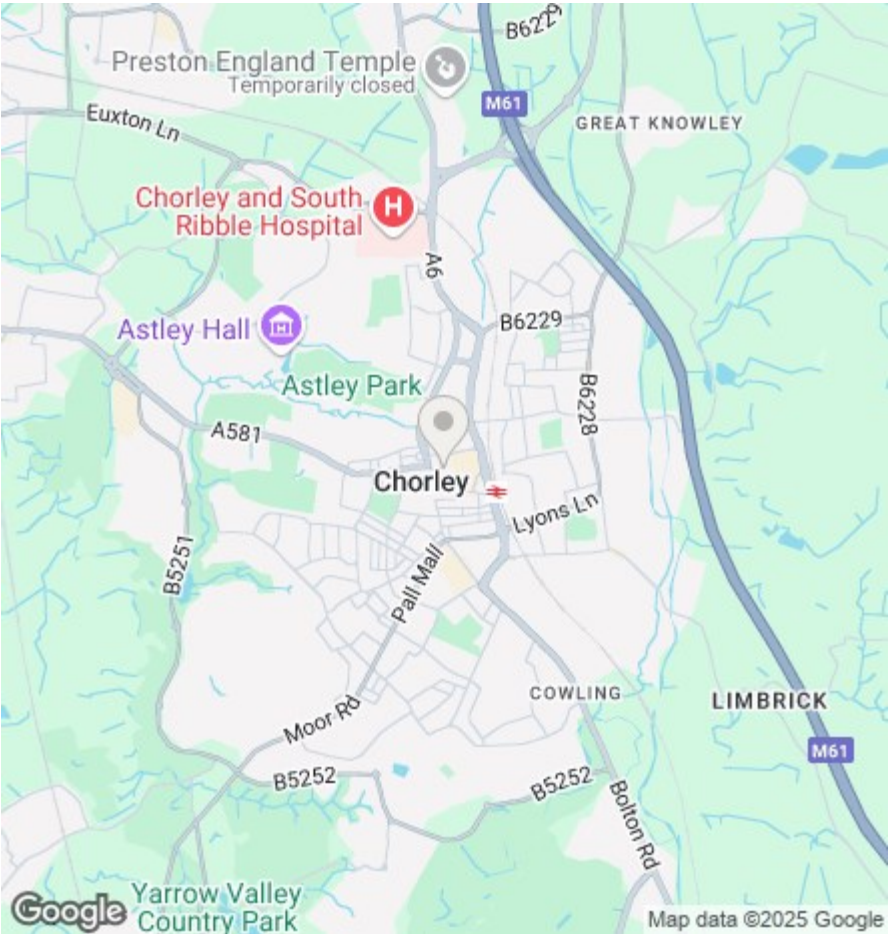 B6229
Preston England Temple
Temporarily closed
M61
Euxton Ln
GREAT KNOWLEY
Chorley and South
Ribble Hospital
H
A6
Astley Hall
B6229
Astley Park
B6228
A581
Chorley
Lyons Ln
B5251
Pall Mall
COWLING
LIMBRICK
Moor Rd
M61
B5252
B5252
Bolton Rd
Yarrow Valley
Country Park
Google
Map data ©2025 Google